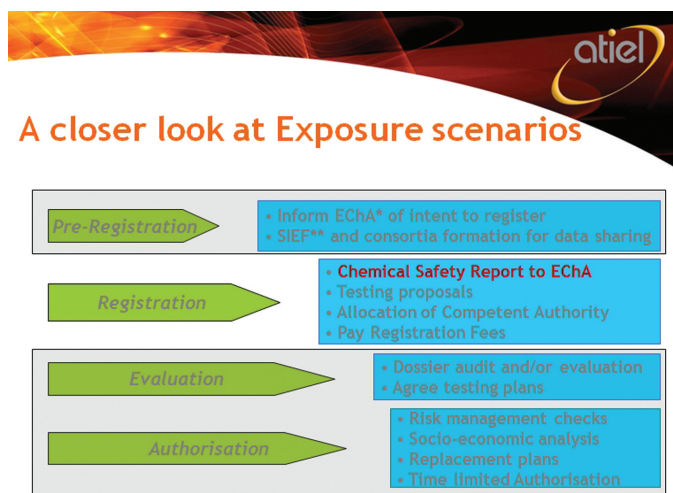 atiel
A closer look at Exposure scenarios
Pre-Registration
• Inform EChA* of intent to register
• SIEF** and consortia formation for data sharing
Registration
• Chemical Safety Report to EChA
• Testing proposals
• Allocation of Competent Authority
• Pay Registration Fees
Evaluation
• Dossier audit and/or evaluation
• Agree testing plans
Authorisation
• Risk management checks
• Socio-economic analysis
• Replacement plans
• Time limited Authorisation